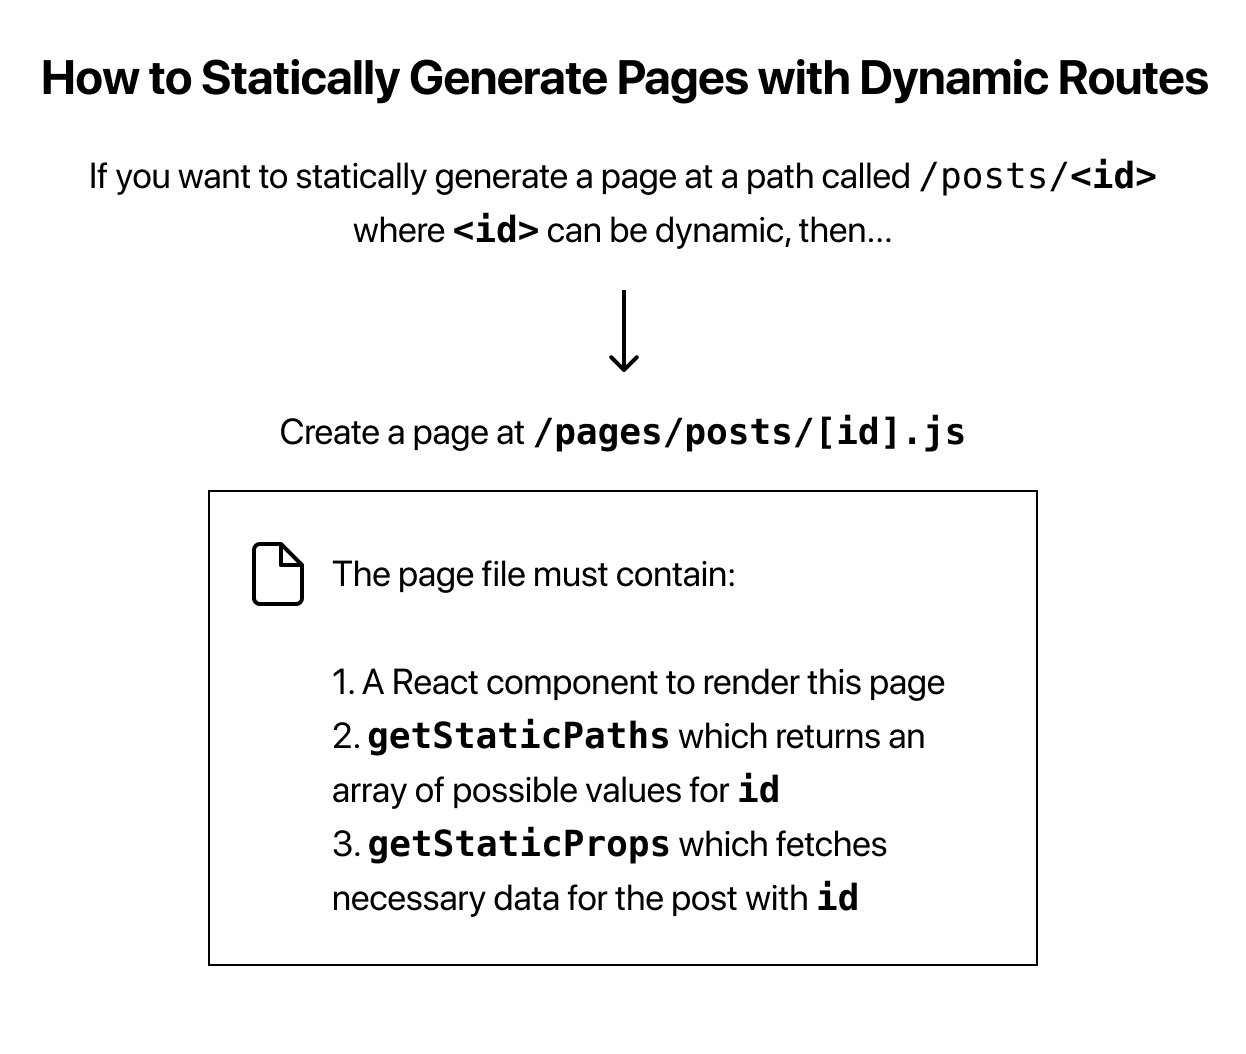 How to Statically Generate Pages with Dynamic Routes
If you want to statically generate a page at a path called /posts/<id>
where <id> can be dynamic, then...
Create a page at /pages/posts/[id].js
The page file must contain:
1. A React component to render this page
2. getStaticPaths which returns an
array of possible values for id
3. getStaticProps which fetches
necessary data for the post with id